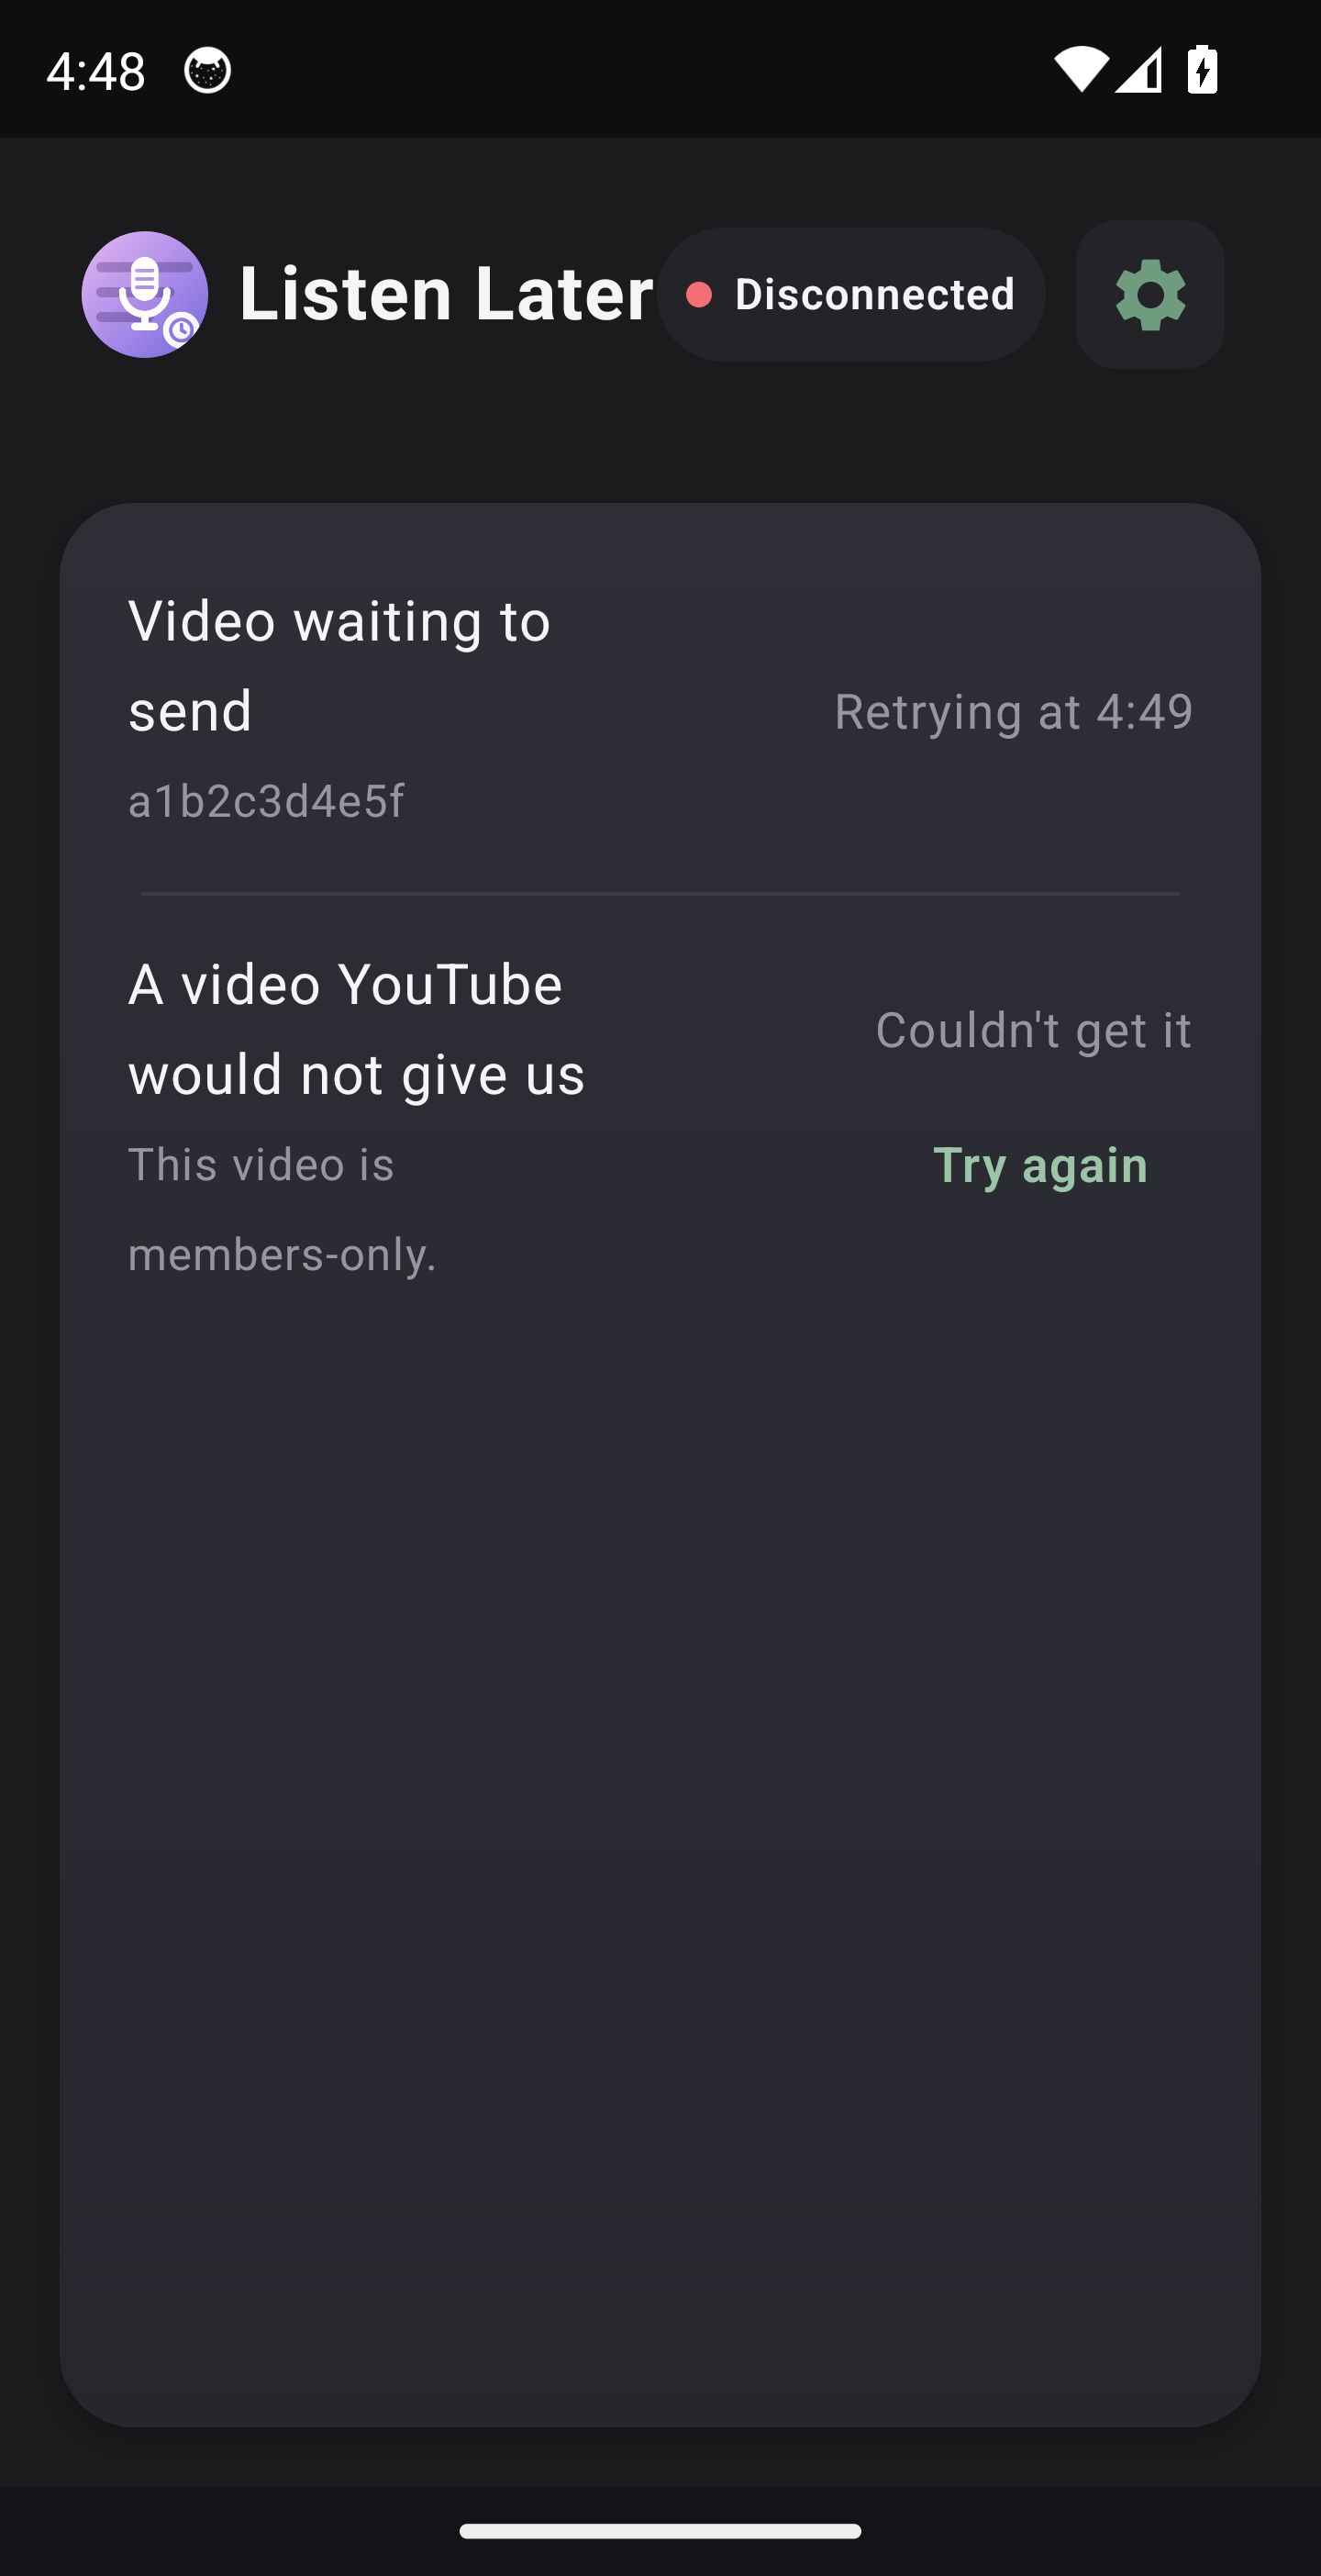 4:48
Listen Later
Disconnected
Video waiting to
send
Retrying at 4:49
a1b2c3d4e5f
A video YouTube
would not give us
Couldn't get it
This video is
members-only.
Try again